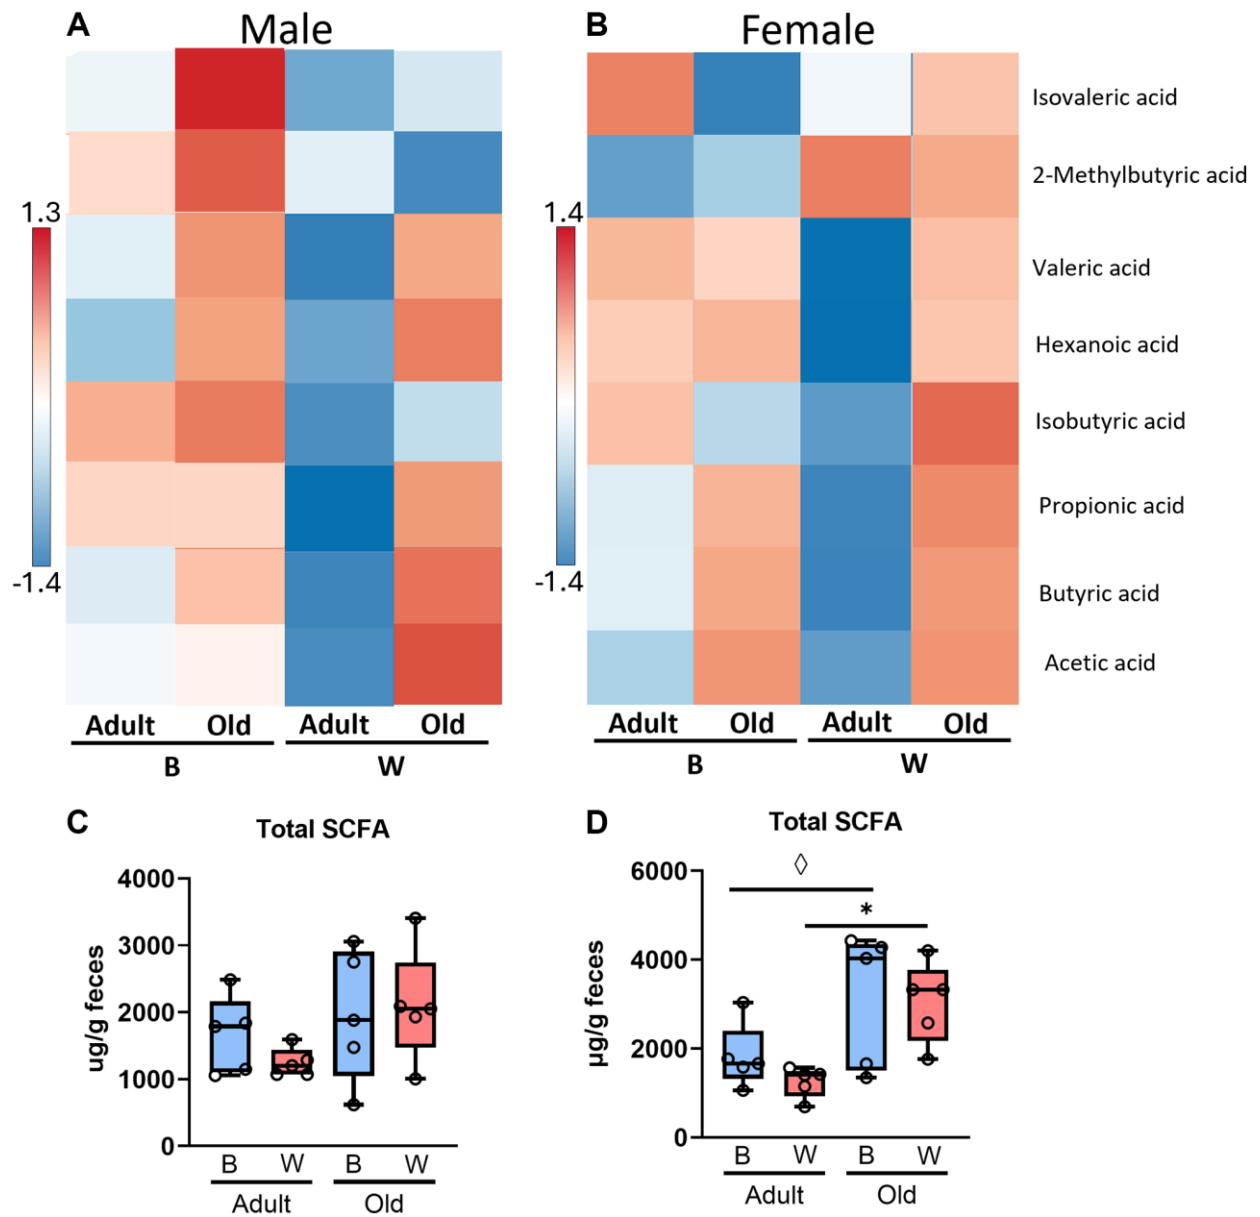 A
Male
B
Female
Isovaleric acid
2-Methylbutyric acid
1.3
1.4
Valeric acid
Hexanoic acid
Isobutyric acid
Propionic acid
-1.4
-1.4
Butyric acid
Acetic acid
Adult Old Adult Old
B W
Adult Old Adult Old
B W
C
Total SCFA
4000
3000
2000
1000
0
ug/g feces
B W B W
Adult Old
D
Total SCFA
◊
*
6000
4000
2000
0
µg/g feces
B W B W
Adult Old